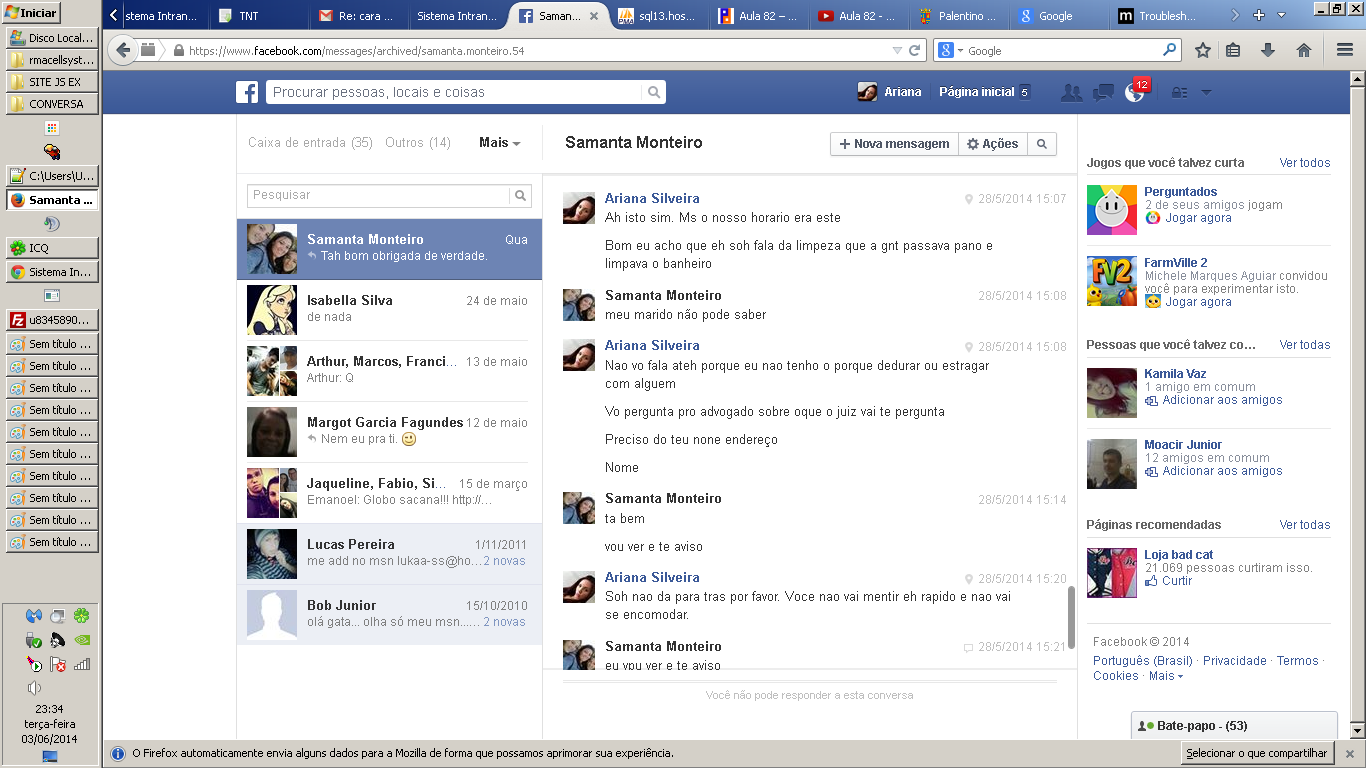 Iniciar
Disco Local...
rmacellsyst...
SITE JS EX
CONVERSA
C:\Users\U...
Samanta ...
ICQ
Sistema In...
u8345890...
Sem título ...
Sem título ...
Sem título ...
Sem título ...
Sem título ...
Sem título ...
Sem título ...
Sem título ...
Sem título ...
Sem título ...
23:34
terça-feira
03/06/2014
istema Intran...
TNT
Re: cara ...
Sistema Intran...
Saman...
sql13.hos...
Aula 82 – ...
Aula 82 - ...
Palentino ...
Google
Troublesh...
https://www.facebook.com/messages/archived/samanta.monteiro.54
Google
Procurar pessoas, locais e coisas
Ariana
Página inicial 5
12
Caixa de entrada (35) Outros (14) Mais
Pesquisar
Samanta Monteiro Qua
Tah bom obrigada de verdade.
Isabella Silva 24 de maio
de nada
Arthur, Marcos, Franci... 13 de maio
Arthur: Q
Margot Garcia Fagundes 12 de maio
Nem eu pra ti.
Jaqueline, Fabio, Si... 15 de março
Emanoel: Globo sacana!!! http://...
Lucas Pereira 1/11/2011
me add no msn lukaa-ss@ho... 2 novas
Bob Junior 15/10/2010
olá gata... olha só meu msn..... 2 novas
Samanta Monteiro
+ Nova mensagem Ações
Ariana Silveira 28/5/2014 15:07
Ah isto sim. Ms o nosso horario era este
Bom eu acho que eh soh fala da limpeza que a gnt passava pano e
limpava o banheiro
Samanta Monteiro 28/5/2014 15:08
meu marido não pode saber
Ariana Silveira 28/5/2014 15:08
Nao vo fala ateh porque eu nao tenho o porque dedurar ou estragar
com alguem
Vo pergunta pro advogado sobre oque o juiz vai te pergunta
Preciso do teu none endereço
Nome
Samanta Monteiro 28/5/2014 15:14
ta bem
vou ver e te aviso
Ariana Silveira 28/5/2014 15:20
Soh nao da para tras por favor. Voce nao vai mentir eh rapido e nao vai
se encomodar.
Samanta Monteiro 28/5/2014 15:21
eu vou ver e te aviso
Você não pode responder a esta conversa
Jogos que você talvez curta Ver todos
Perguntados
2 de seus amigos jogam
Jogar agora
FarmVille 2
Michele Marques Aguiar convidou
você para experimentar isto.
Jogar agora
Pessoas que você talvez co... Ver todas
Kamila Vaz
1 amigo em comum
Adicionar aos amigos
Moacir Junior
12 amigos em comum
Adicionar aos amigos
Páginas recomendadas Ver todas
Loja bad cat
21.069 pessoas curtiram isso.
Curtir
Facebook © 2014
Português (Brasil) · Privacidade · Termos ·
Cookies · Mais
Bate-papo - (53)
O Firefox automaticamente envia alguns dados para a Mozilla de forma que possamos aprimorar sua experiência.
Selecionar o que compartilhar